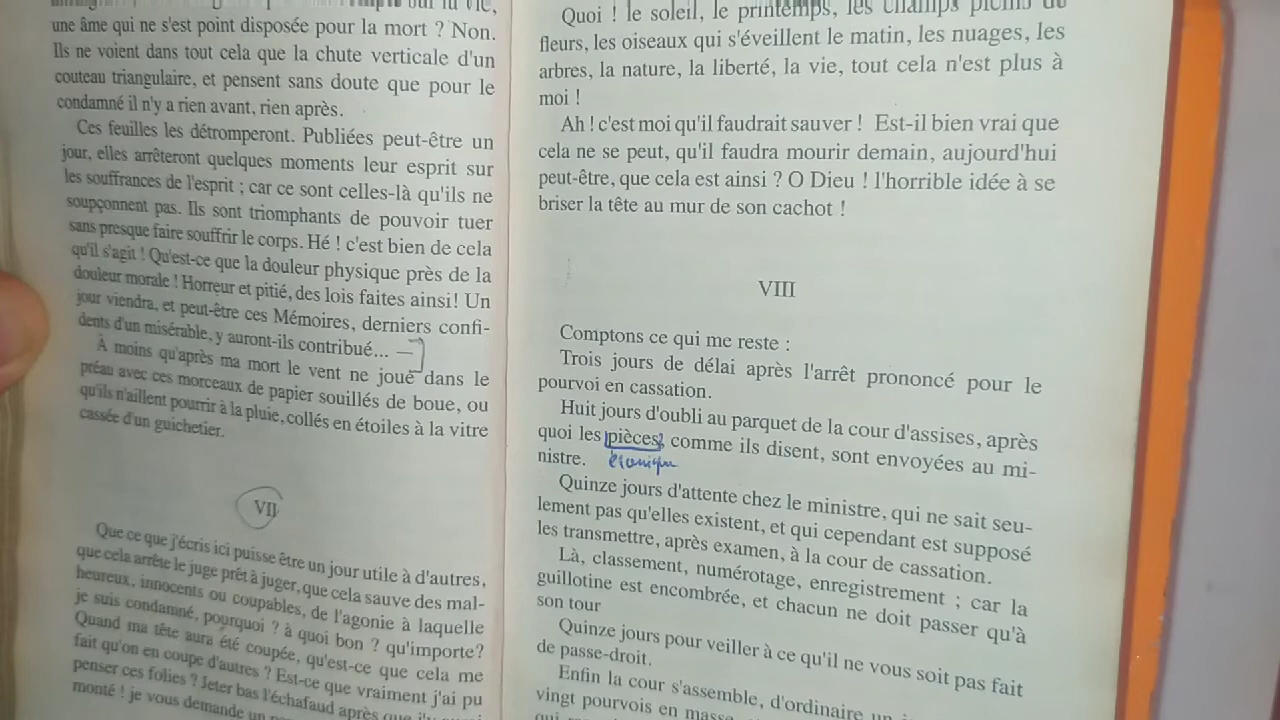 une âme qui ne s'est point disposée pour la mort ? Non.
Ils ne voient dans tout cela que la chute verticale d'un
couteau triangulaire, et pensent sans doute que pour le
condamné il n'y a rien avant, rien après.
Ces feuilles les détromperont. Publiées peut-être un
jour, elles arrêteront quelques moments leur esprit sur
les souffrances de l'esprit ; car ce sont celles-là qu'ils ne
soupçonnent pas. Ils sont triomphants de pouvoir tuer
sans presque faire souffrir le corps. Hé ! c'est bien de cela
qu'il s'agit ! Qu'est-ce que la douleur physique près de la
douleur morale ! Horreur et pitié, des lois faites ainsi! Un
jour viendra, et peut-être ces Mémoires, derniers confi-
dents d'un misérable, y auront-ils contribué...
À moins qu'après ma mort le vent ne joue dans le
préau avec ces morceaux de papier souillés de boue, ou
qu'ils n'aillent pourrir à la pluie, collés en étoiles à la vitre
cassée d'un guichetier.
VII
Que ce que j'écris ici puisse être un jour utile à d'autres,
que cela arrête le juge prêt à juger, que cela sauve des mal-
heureux, innocents ou coupables, de l'agonie à laquelle
je suis condamné, pourquoi ? à quoi bon ? qu'importe?
Quand ma tête aura été coupée, qu'est-ce que cela me
fait qu'on en coupe d'autres ? Est-ce que vraiment j'ai pu
penser ces folies ? Jeter bas l'échafaud après que
monté ! je vous demande un
Quoi ! le soleil, le printemps, les champs pleins de
fleurs, les oiseaux qui s'éveillent le matin, les nuages, les
arbres, la nature, la liberté, la vie, tout cela n'est plus à
moi !
Ah ! c'est moi qu'il faudrait sauver ! Est-il bien vrai que
cela ne se peut, qu'il faudra mourir demain, aujourd'hui
peut-être, que cela est ainsi ? O Dieu ! l'horrible idée à se
briser la tête au mur de son cachot !
VIII
Comptons ce qui me reste :
Trois jours de délai après l'arrêt prononcé pour le
pourvoi en cassation.
Huit jours d'oubli au parquet de la cour d'assises, après
quoi les pièces, comme ils disent, sont envoyées au mi-
nistre.
Quinze jours d'attente chez le ministre, qui ne sait seu-
lement pas qu'elles existent, et qui cependant est supposé
les transmettre, après examen, à la cour de cassation.
Là, classement, numérotage, enregistrement ; car la
guillotine est encombrée, et chacun ne doit passer qu'à
son tour
Quinze jours pour veiller à ce qu'il ne vous soit pas fait
de passe-droit.
Enfin la cour s'assemble, d'ordinaire un
vingt pourvois en masse